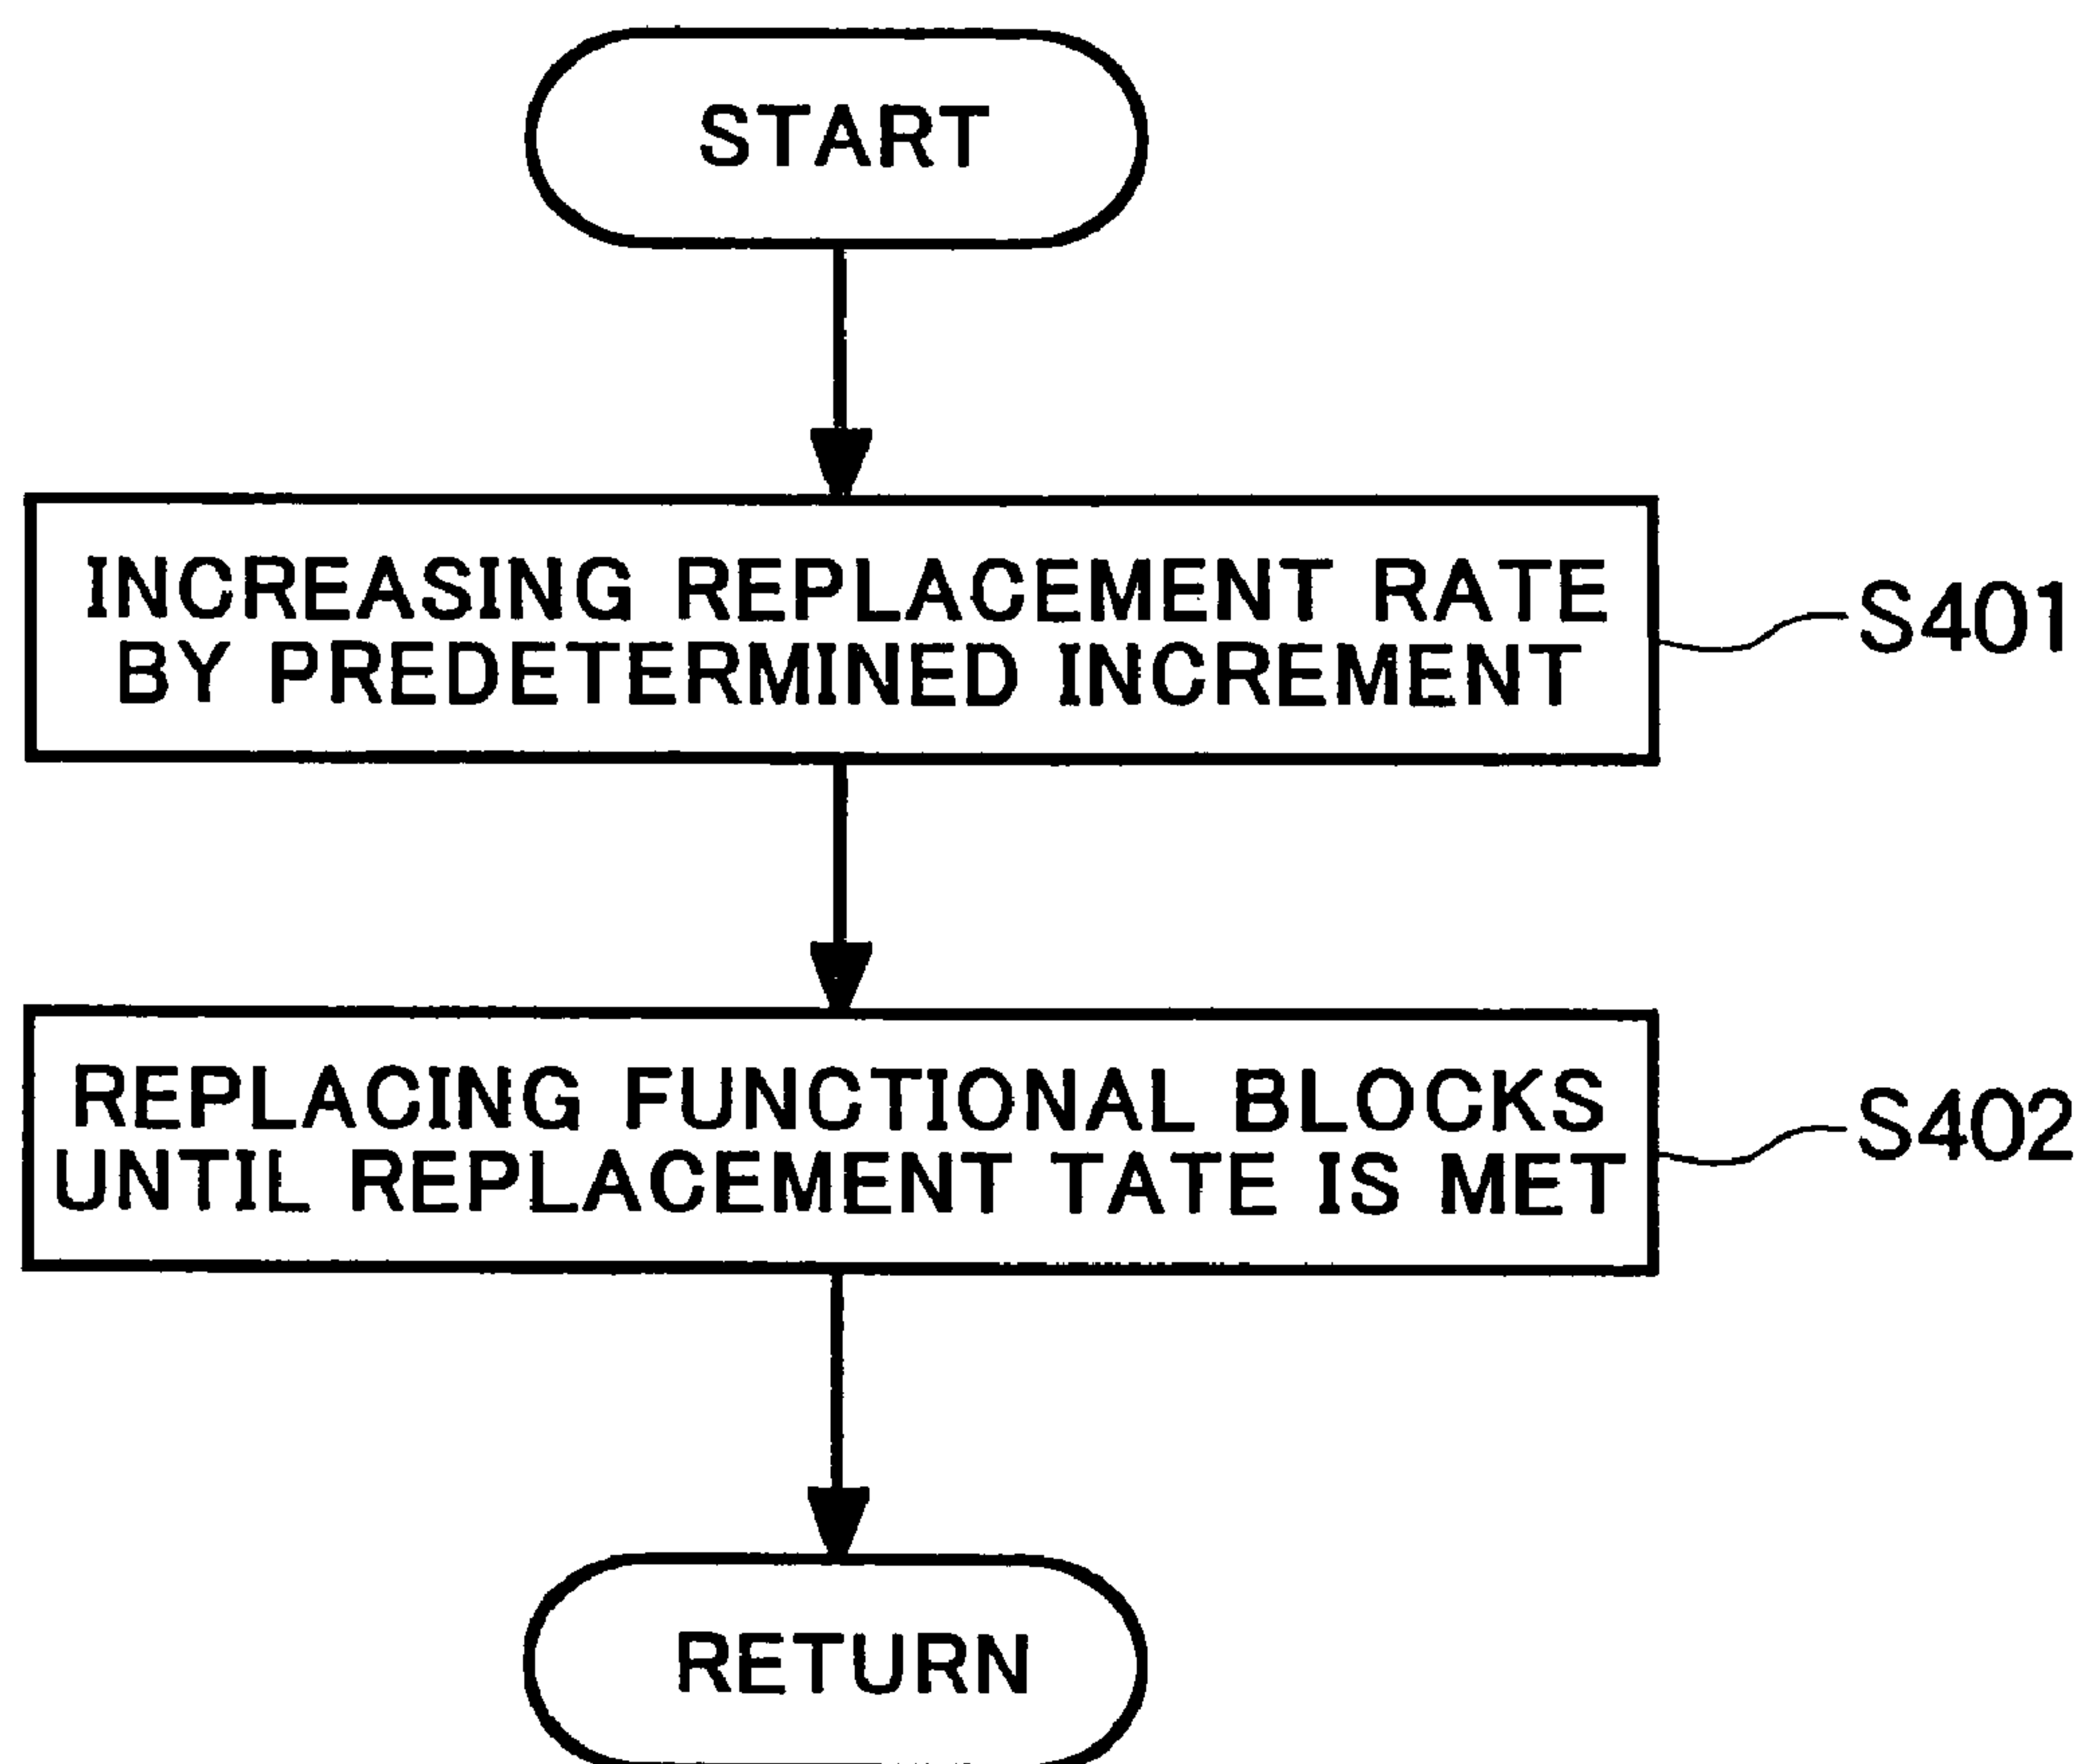 START
INCREASING REPLACEMENT RATE
BY PREDETERMINED INCREMENT
S401
REPLACING FUNCTIONAL BLOCKS
UNTIL REPLACEMENT TATE IS MET
S402
RETURN